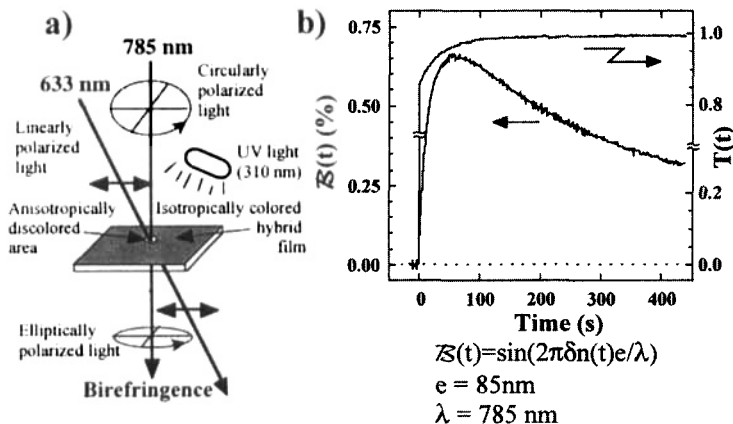 a)
785 nm
633 nm
Circularly
polarized
light
Linearly
polarized
light
UV light
(310 nm)
Anisotropically
discolored
area
Isotropically colored
hybrid
film
Elliptically
polarized light
Birefringence
b)
0.75
0.50
0.25
0.00
ℬ(t) (%)
1.0
0.8
0.2
0.0
T(t)
0 100 200 300 400
Time (s)
ℬ(t)=sin(2πδn(t)e/λ)
e = 85nm
λ = 785 nm